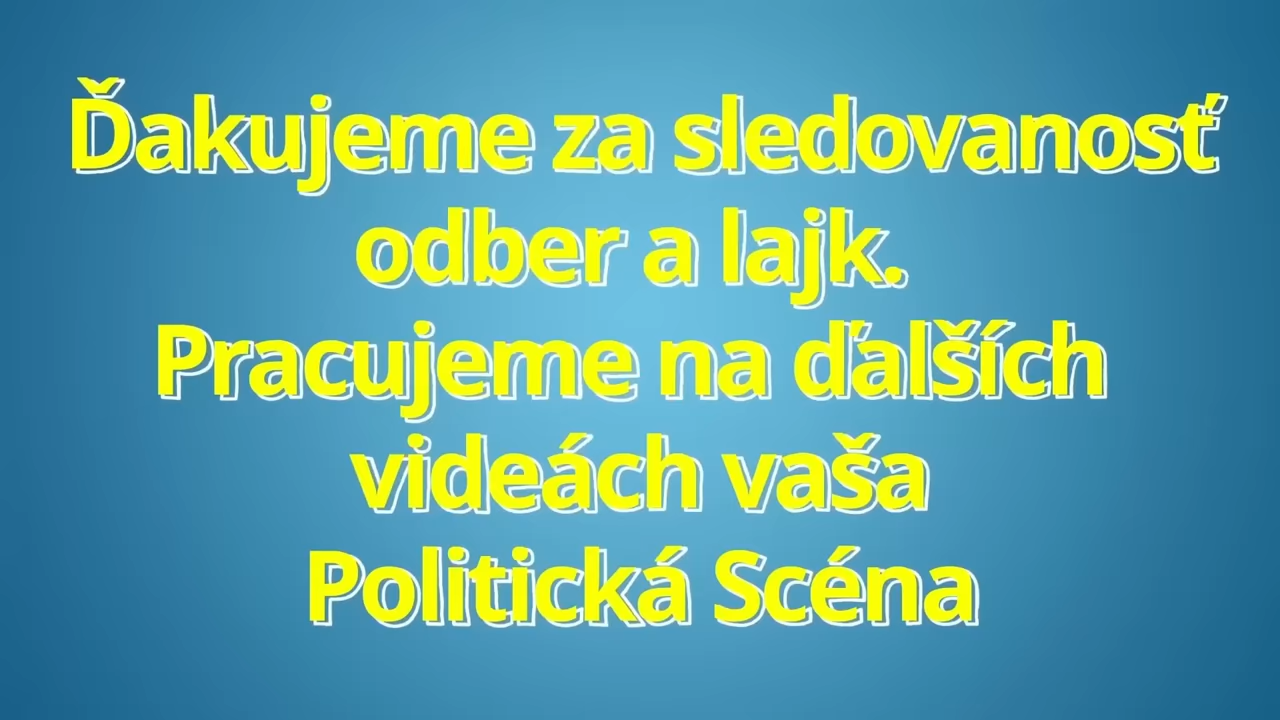 Ďakujeme za sledovanosť
odber a lajk.
Pracujeme na ďalších
videách vaša
Politická Scéna